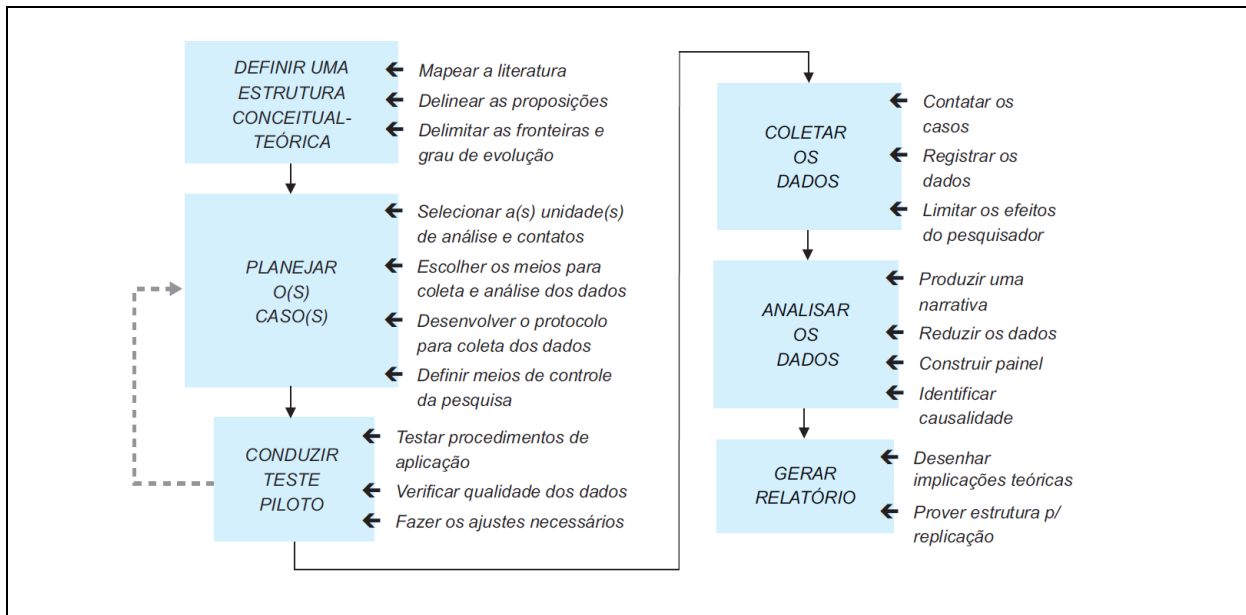 DEFINIR UMA
ESTRUTURA
CONCEITUAL-
TEÓRICA
Mapear a literatura
Delinear as proposições
Delimitar as fronteiras e
grau de evolução
PLANEJAR
O(S)
CASO(S)
Selecionar a(s) unidade(s)
de análise e contatos
Escolher os meios para
coleta e análise dos dados
Desenvolver o protocolo
para coleta dos dados
Definir meios de controle
da pesquisa
CONDUZIR
TESTE
PILOTO
Testar procedimentos de
aplicação
Verificar qualidade dos dados
Fazer os ajustes necessários
COLETAR
OS
DADOS
Contatar os
casos
Registrar os
dados
Limitar os efeitos
do pesquisador
ANALISAR
OS
DADOS
Produzir uma
narrativa
Reduzir os dados
Construir painel
Identificar
causalidade
GERAR
RELATÓRIO
Desenhar
implicações teóricas
Prover estrutura p/
replicação